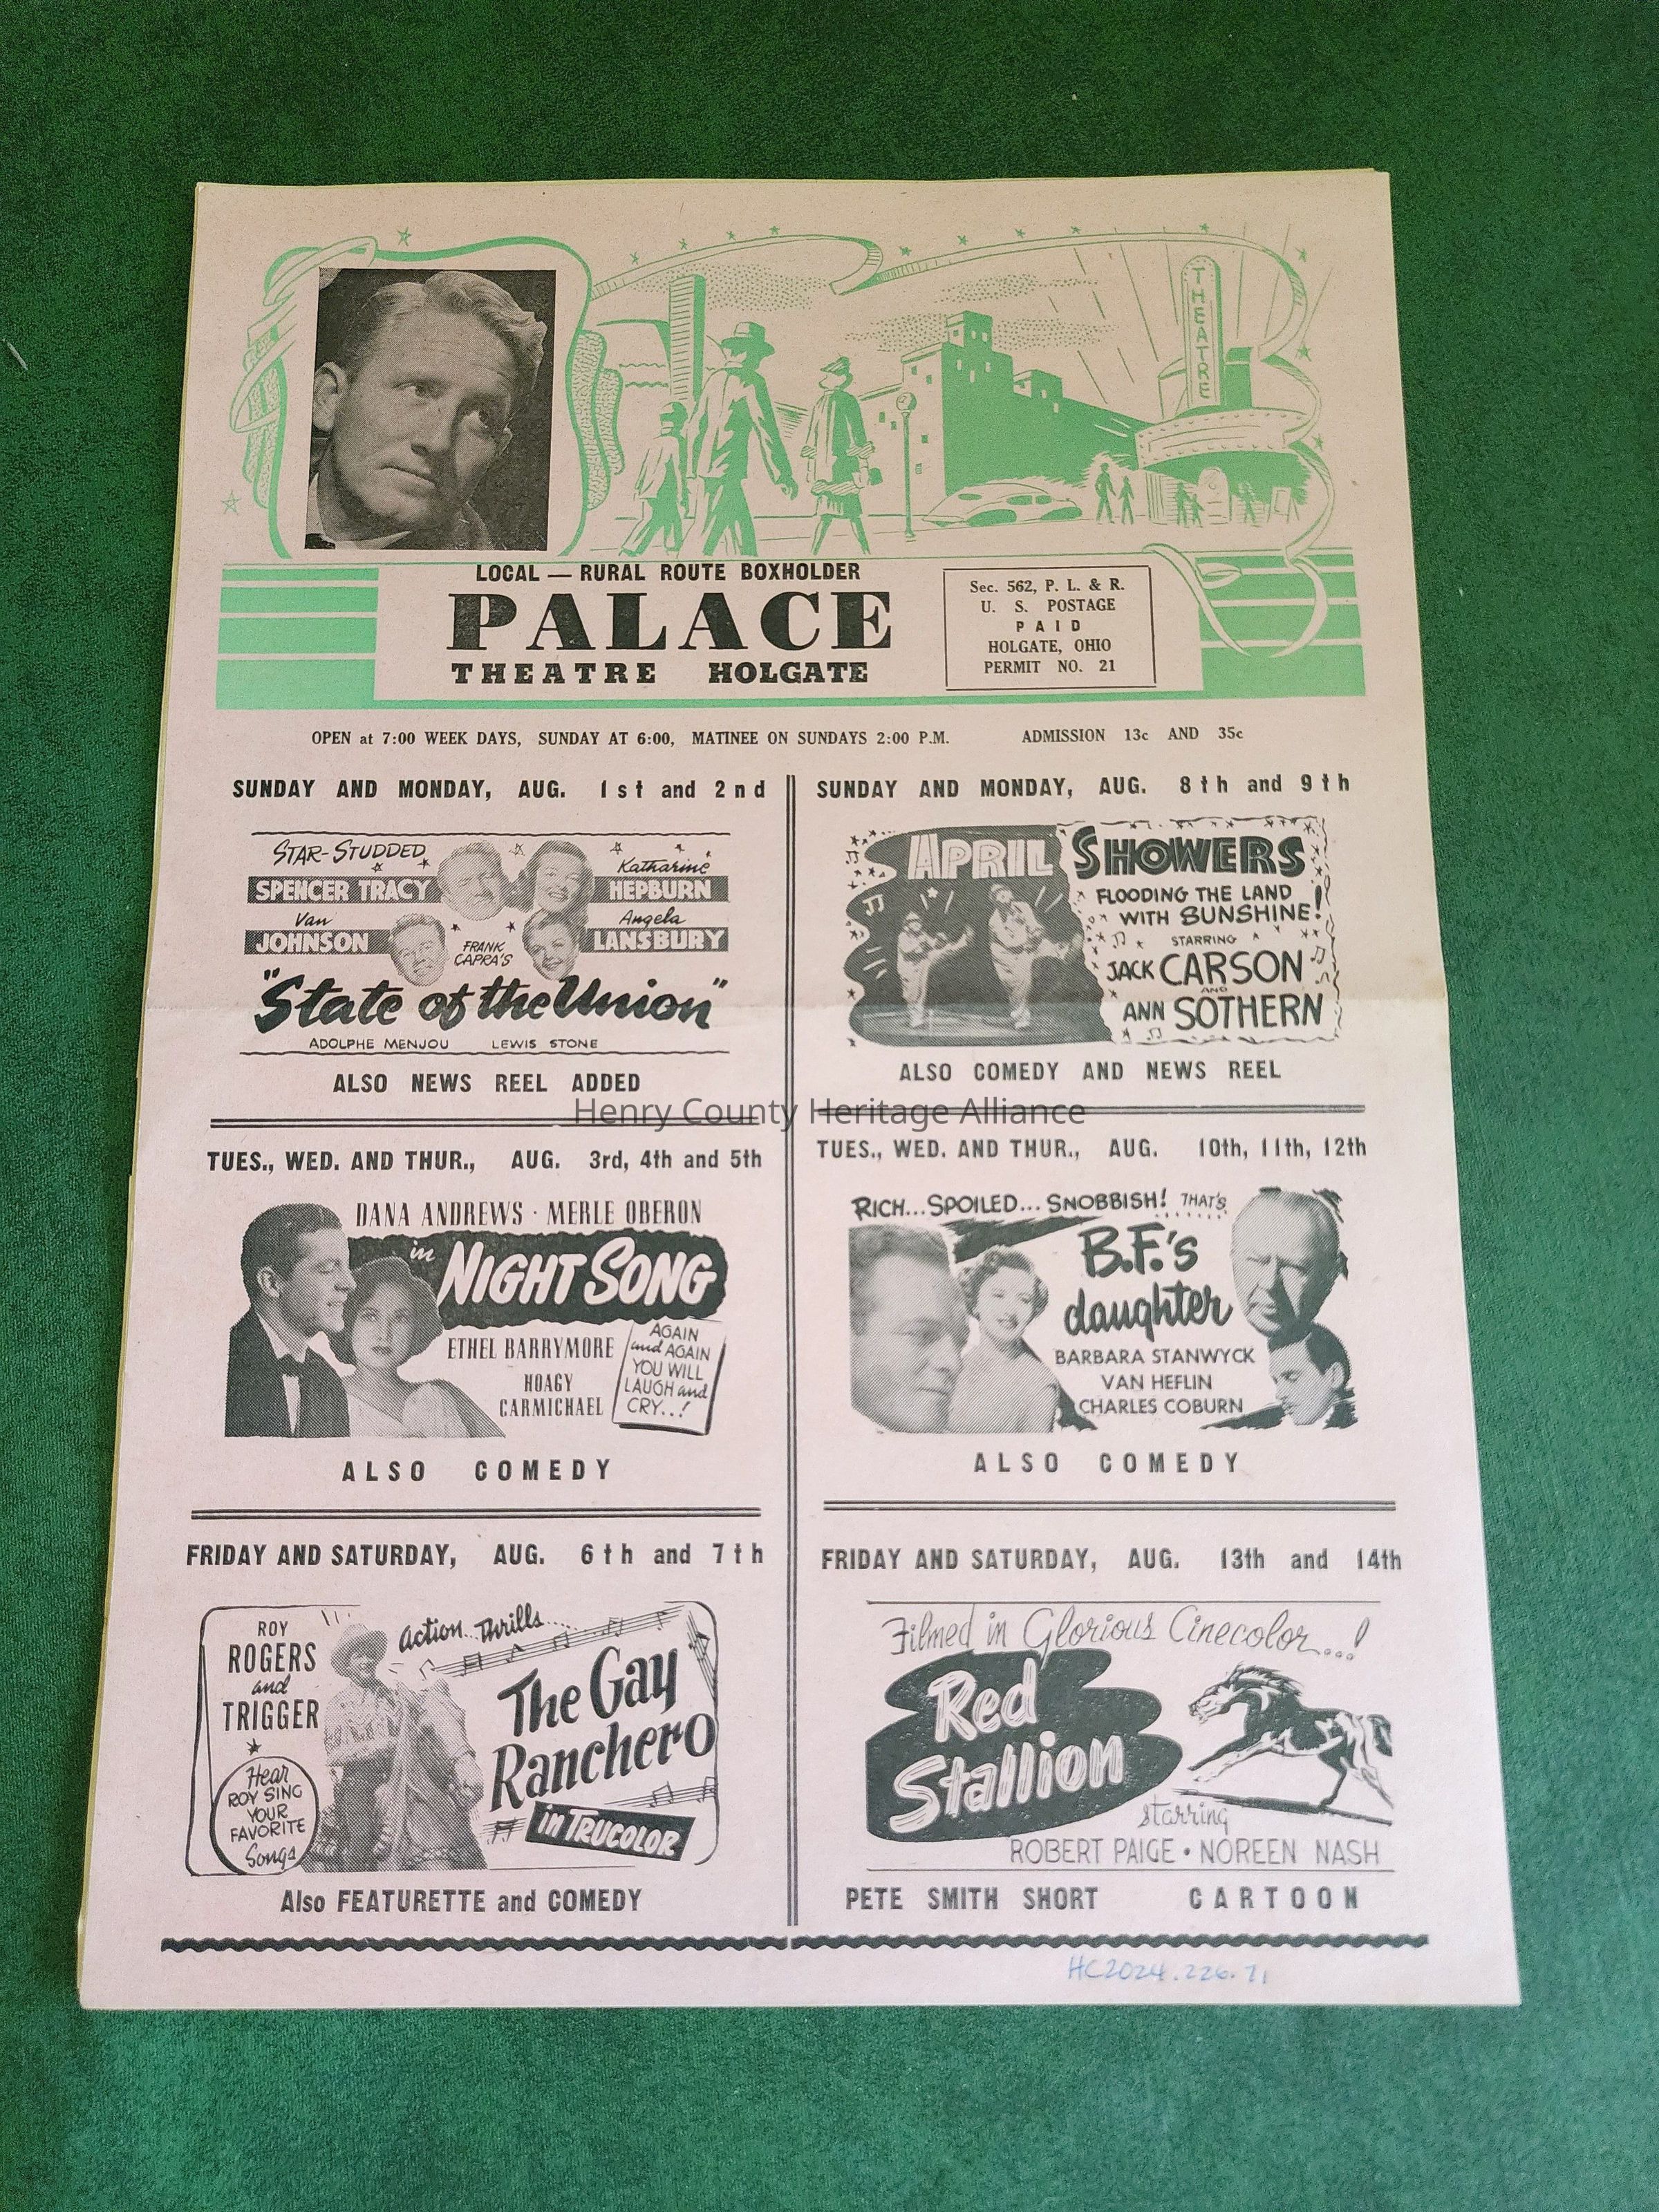 THEATRE
LOCAL — RURAL ROUTE BOXHOLDER
PALACE
THEATRE HOLGATE
Sec. 562, P. L. & R.
U. S. POSTAGE
PAID
HOLGATE, OHIO
PERMIT NO. 21
OPEN at 7:00 WEEK DAYS, SUNDAY AT 6:00, MATINEE ON SUNDAYS 2:00 P.M. ADMISSION 13c AND 35c
SUNDAY AND MONDAY, AUG. 1st and 2nd
STAR-STUDDED
SPENCER TRACY
Katharine
HEPBURN
Van
JOHNSON
Angela
LANSBURY
FRANK
CAPRA'S
"State of the Union"
ADOLPHE MENJOU LEWIS STONE
ALSO NEWS REEL ADDED
TUES., WED. AND THUR., AUG. 3rd, 4th and 5th
DANA ANDREWS · MERLE OBERON
in NIGHT SONG
ETHEL BARRYMORE
HOAGY
CARMICHAEL
AGAIN
and AGAIN
YOU WILL
LAUGH and
CRY..!
ALSO COMEDY
FRIDAY AND SATURDAY, AUG. 6th and 7th
ROY
ROGERS
and
TRIGGER
Hear
ROY SING
YOUR
FAVORITE
Songs
Action..Thrills...
The Gay
Ranchero
in TRUCOLOR
Also FEATURETTE and COMEDY
SUNDAY AND MONDAY, AUG. 8th and 9th
APRIL SHOWERS
FLOODING THE LAND
WITH SUNSHINE!
STARRING
JACK CARSON
AND
ANN SOTHERN
ALSO COMEDY AND NEWS REEL
TUES., WED. AND THUR., AUG. 10th, 11th, 12th
RICH...SPOILED...SNOBBISH! THAT'S
B.F.'s
daughter
BARBARA STANWYCK
VAN HEFLIN
CHARLES COBURN
ALSO COMEDY
FRIDAY AND SATURDAY, AUG. 13th and 14th
Filmed in Glorious Cinecolor...!
Red
Stallion
starring
ROBERT PAIGE • NOREEN NASH
PETE SMITH SHORT CARTOON
HC2024.226.71
Henry County Heritage Alliance